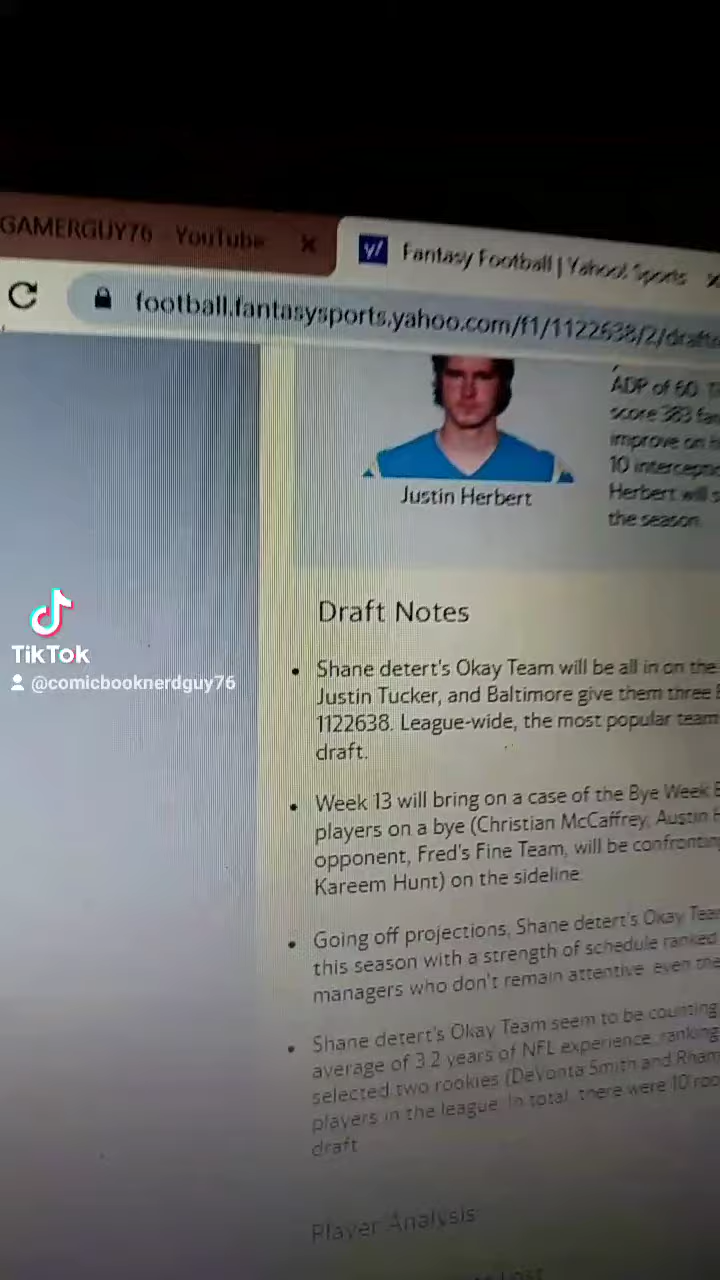 GAMERGUY76 - YouTube
Fantasy Football | Yahoo! Sports
football.fantasysports.yahoo.com/f1/1122638/2/drafte
ADP of 60.
score 383 fan
improve on h
10 intercepti
Justin Herbert
Herbert will s
the season.
Draft Notes
TikTok
@comicbooknerdguy76
Shane detert's Okay Team will be all in on the
Justin Tucker, and Baltimore give them three
1122638. League-wide, the most popular team
draft.
Week 13 will bring on a case of the Bye Week
players on a bye (Christian McCaffrey, Austin
opponent, Fred's Fine Team, will be confronting
Kareem Hunt) on the sideline.
Going off projections, Shane detert's Okay Team
this season with a strength of schedule ranked
managers who don't remain attentive, even the
Shane detert's Okay Team seem to be counting
average of 3.2 years of NFL experience, ranking
selected two rookies (DeVonta Smith and Rham
players in the league. In total, there were 10 roo
draft.
Player Analysis